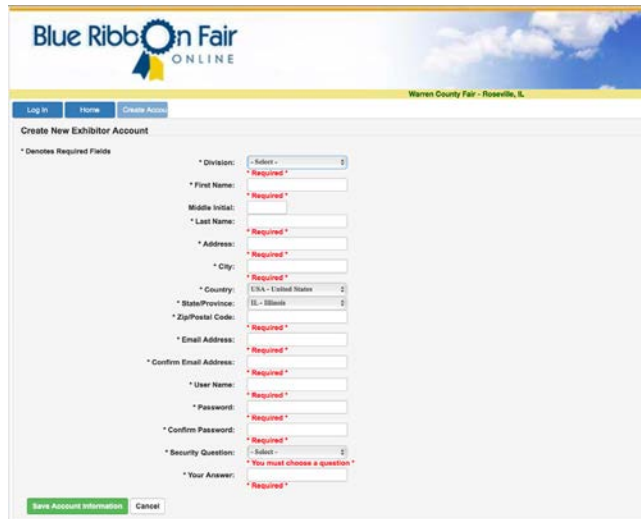 Blue Ribbon Fair
ONLINE
Warren County Fair - Roseville, IL
Log In Home Create Accou
Create New Exhibitor Account
* Denotes Required Fields
* Division: - Select -
* Required *
* First Name:
* Required *
Middle Initial:
* Last Name:
* Required *
* Address:
* Required *
* City:
* Required *
* Country: USA - United States
* State/Province: IL - Illinois
* Zip/Postal Code:
* Required *
* Email Address:
* Required *
* Confirm Email Address:
* Required *
* User Name:
* Required *
* Password:
* Required *
* Confirm Password:
* Required *
* Security Question: - Select -
* You must choose a question *
* Your Answer:
* Required *
Save Account Information Cancel